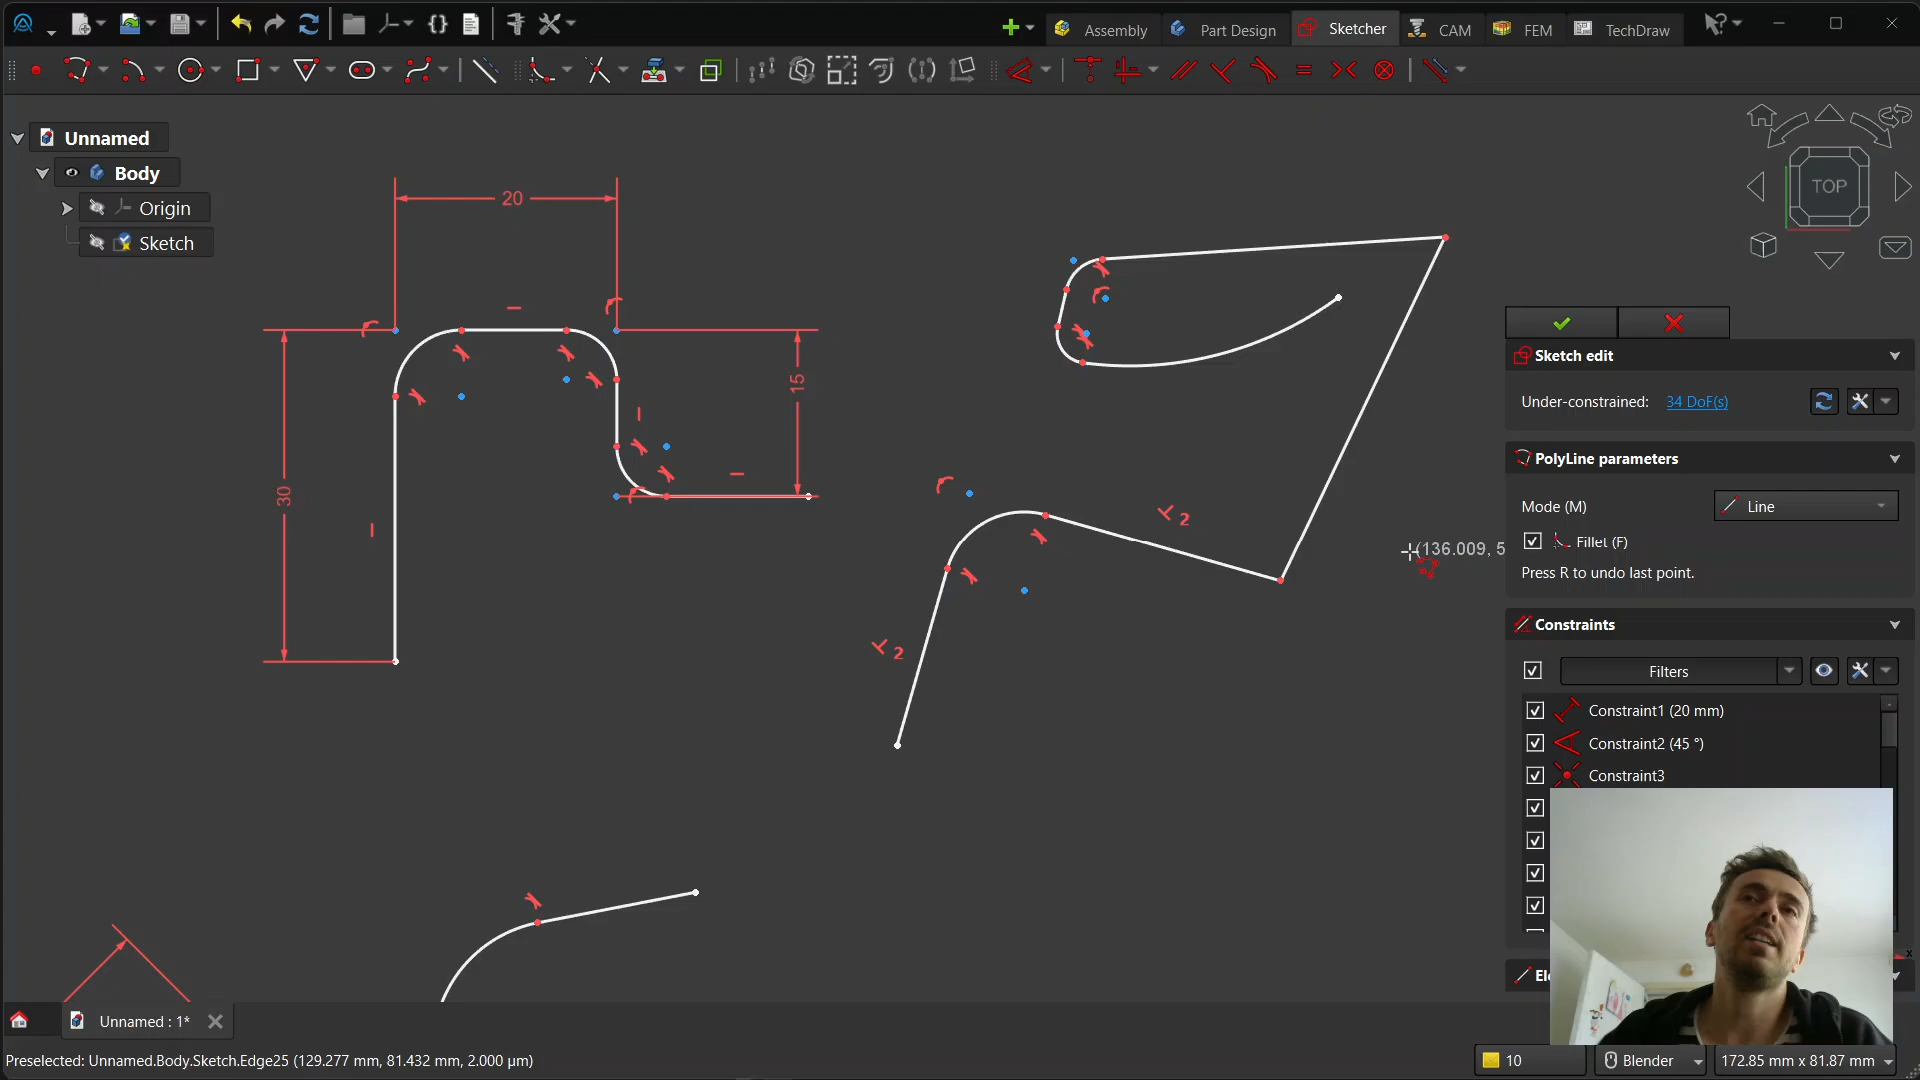 Assembly
Part Design
Sketcher
CAM
FEM
TechDraw
Unnamed
Body
Origin
Sketch
TOP
20
30
15
2
2
(136.009, 5
Sketch edit
Under-constrained: 34 DoF(s)
PolyLine parameters
Mode (M) Line
Fillet (F)
Press R to undo last point.
Constraints
Filters
Constraint1 (20 mm)
Constraint2 (45 °)
Constraint3
Unnamed : 1*
Preselected: Unnamed.Body.Sketch.Edge25 (129.277 mm, 81.432 mm, 2.000 μm)
10
Blender
172.85 mm x 81.87 mm